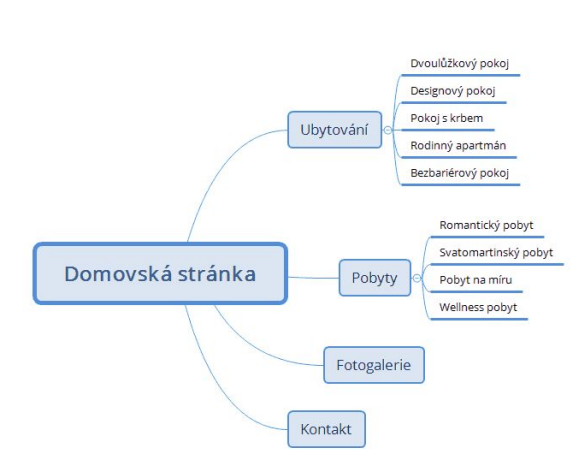 Domovská stránka
Ubytování
Dvoulůžkový pokoj
Designový pokoj
Pokoj s krbem
Rodinný apartmán
Bezbariérový pokoj
Pobyty
Romantický pobyt
Svatomartinský pobyt
Pobyt na míru
Wellness pobyt
Fotogalerie
Kontakt